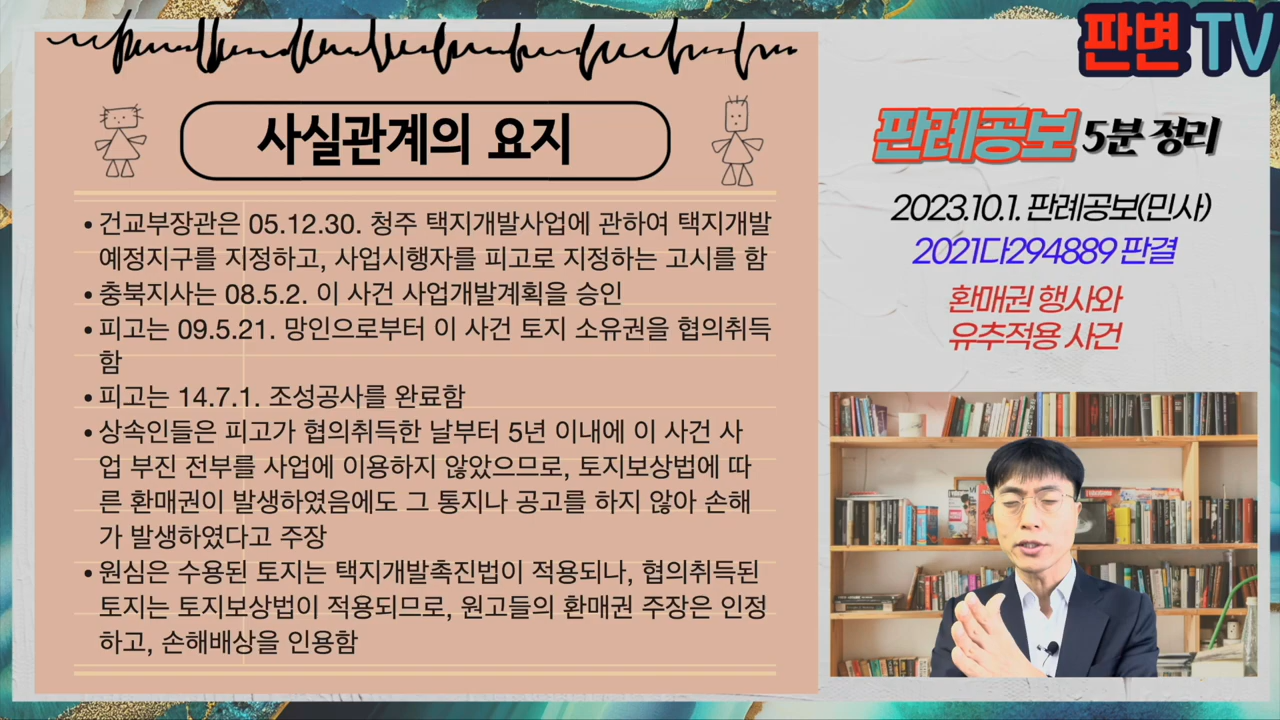 판변 TV
사실관계의 요지
• 건교부장관은 05.12.30. 청주 택지개발사업에 관하여 택지개발
예정지구를 지정하고, 사업시행자를 피고로 지정하는 고시를 함
• 충북지사는 08.5.2. 이 사건 사업개발계획을 승인
• 피고는 09.5.21. 망인으로부터 이 사건 토지 소유권을 협의취득
함
• 피고는 14.7.1. 조성공사를 완료함
• 상속인들은 피고가 협의취득한 날부터 5년 이내에 이 사건 사
업 부진 전부를 사업에 이용하지 않았으므로, 토지보상법에 따
른 환매권이 발생하였음에도 그 통지나 공고를 하지 않아 손해
가 발생하였다고 주장
• 원심은 수용된 토지는 택지개발촉진법이 적용되나, 협의취득된
토지는 토지보상법이 적용되므로, 원고들의 환매권 주장은 인정
하고, 손해배상을 인용함
판례공보 5분 정리
2023.10.1. 판례공보(민사)
2021다294889 판결
환매권 행사와
유추적용 사건